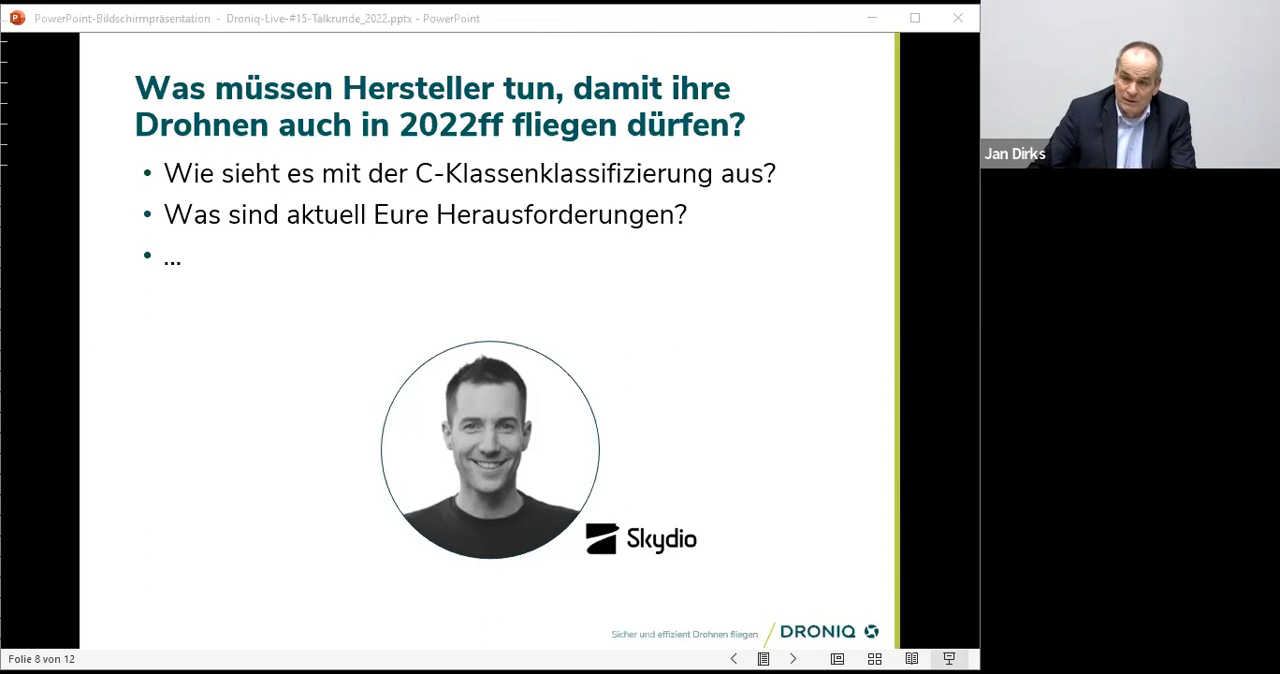 PowerPoint-Bildschirmpräsentation - Droniq-Live-#15-Talkrunde_2022.pptx - PowerPoint
Was müssen Hersteller tun, damit ihre
Drohnen auch in 2022ff fliegen dürfen?
• Wie sieht es mit der C-Klassenklassifizierung aus?
• Was sind aktuell Eure Herausforderungen?
• ...
Jan Dirks
Skydio
Sicher und effizient Drohnen fliegen
DRONIQ
Folie 8 von 12